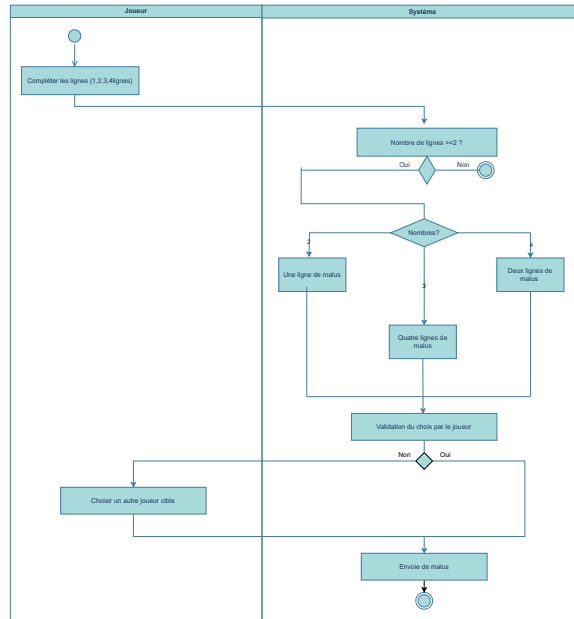 Joueur
Système
Compléter les lignes (1,2,3,4lignes)
Nombre de lignes >=2 ?
Oui
Non
Nombres?
2
4
3
Une ligne de malus
Deux lignes de
malus
Quatre lignes de
malus
Validation du choix par le joueur
Non
Oui
Choisir un autre joueur cible
Envoie de malus